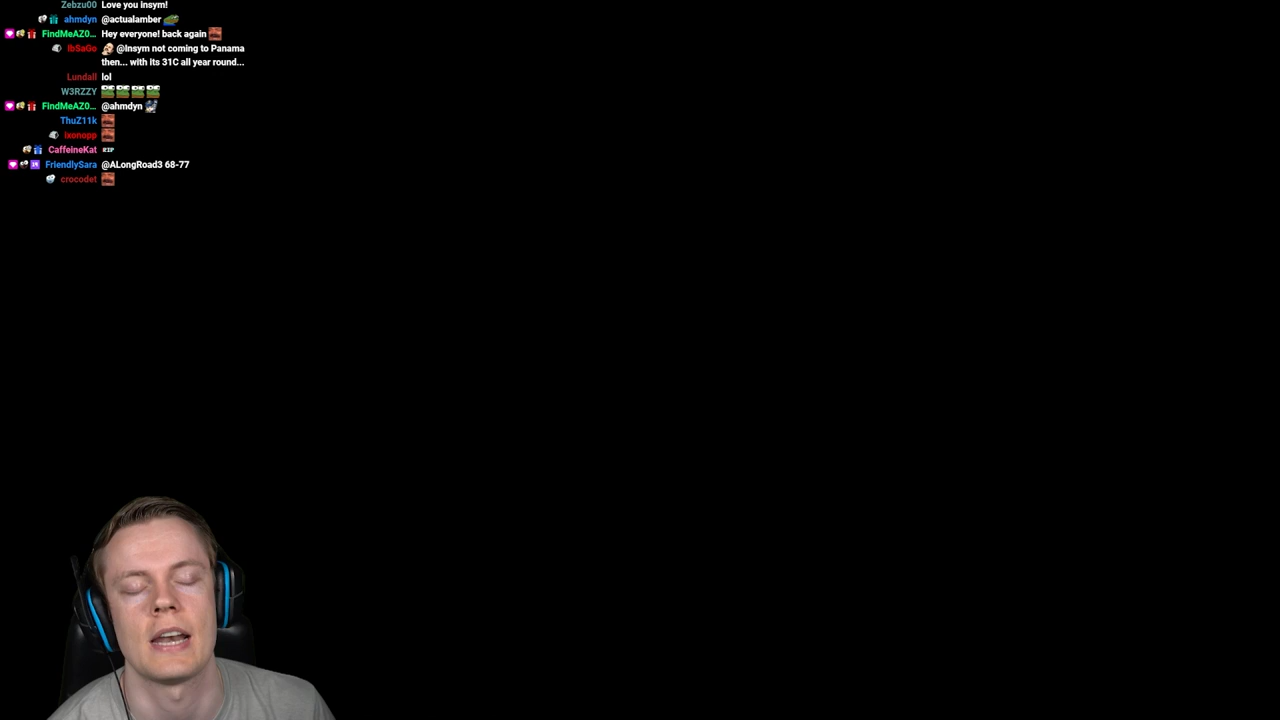 Zebzu00 Love you insym!
ahmdyn @actualamber
FindMeAZ0... Hey everyone! back again
IbSaGo @Insym not coming to Panama
then... with its 31C all year round...
Lundall lol
W3RZZY
FindMeAZ0... @ahmdyn
ThuZ11k
ixonopp
CaffeineKat RIP
FriendlySara @ALongRoad3 68-77
crocodet